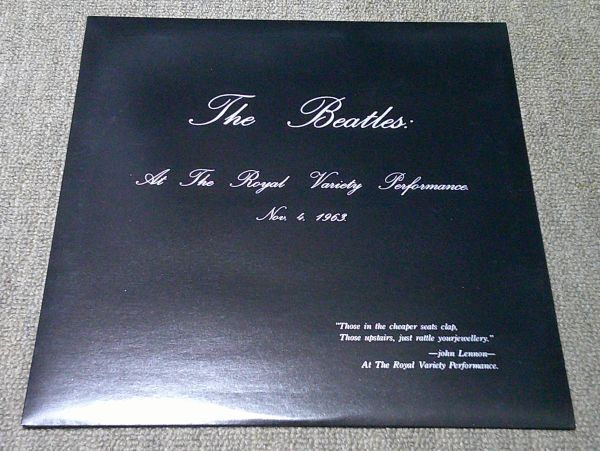 The Beatles:
At The Royal Variety Performance.
Nov. 4. 1963.
"Those in the cheaper seats clap,
Those upstairs, just rattle yourjewellery."
—john Lennon—
At The Royal Variety Performance.